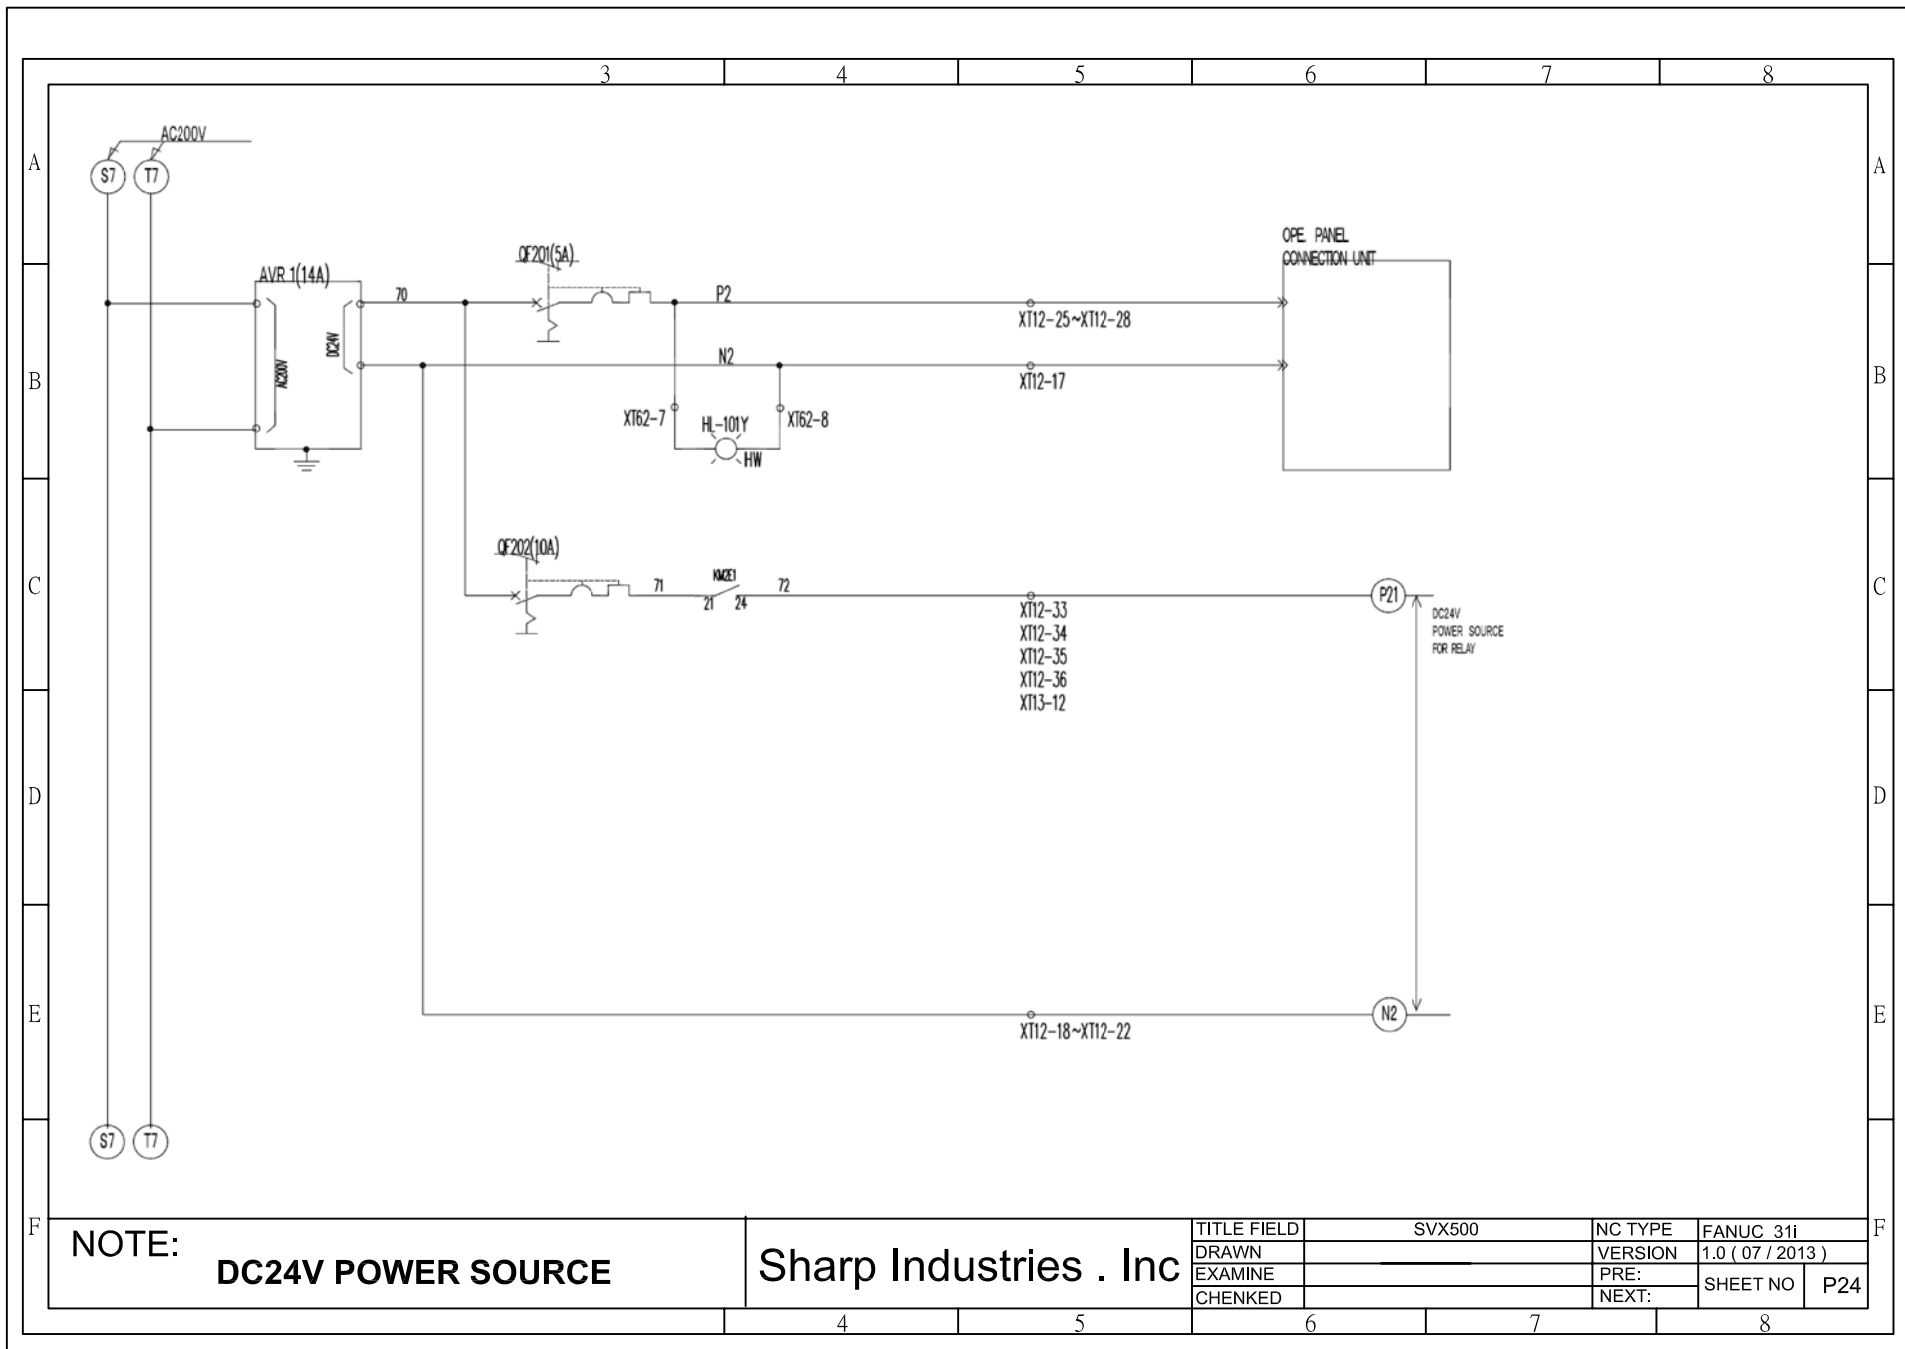 3 4 5 6 7 8
A A
AC200V
S7 T7
OPE. PANEL
CONNECTION UNIT
QF201(5A)
AVR 1(14A)
70 P2
XT12-25~XT12-28
DC24V
AC200V
N2
XT12-17
B B
XT62-7 HL-101Y XT62-8
HW
QF202(10A)
C C
71 KM2E1 72
21 24
P21
XT12-33
XT12-34
XT12-35
XT12-36
XT13-12
DC24V
POWER SOURCE
FOR RELAY
D D
E E
N2
XT12-18~XT12-22
S7 T7
F F
NOTE:
DC24V POWER SOURCE
Sharp Industries . Inc
TITLE FIELD SVX500 NC TYPE FANUC 31i
DRAWN VERSION 1.0 ( 07 / 2013 )
EXAMINE PRE: SHEET NO P24
CHENKED NEXT:
4 5 6 7 8